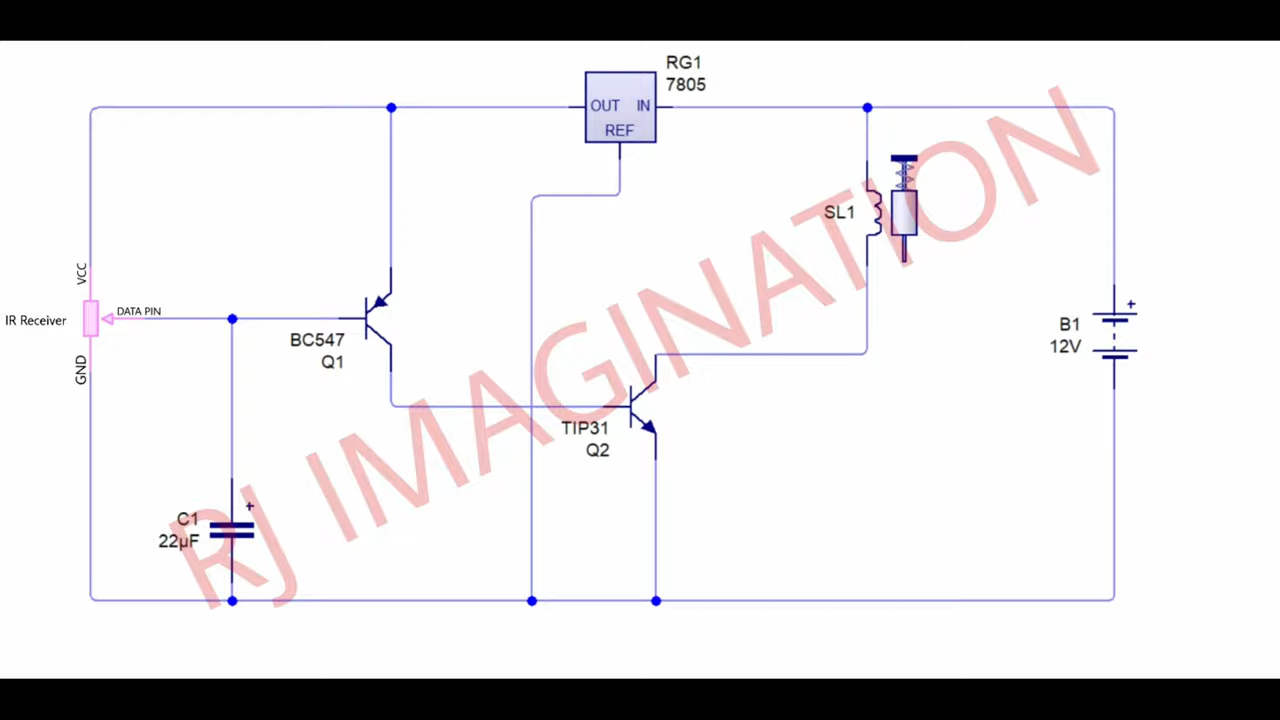 RG1
7805
OUT IN
REF
SL1
VCC
DATA PIN
IR Receiver
GND
BC547
Q1
B1
12V
+
TIP31
Q2
C1
22µF
+
RJ IMAGINATION